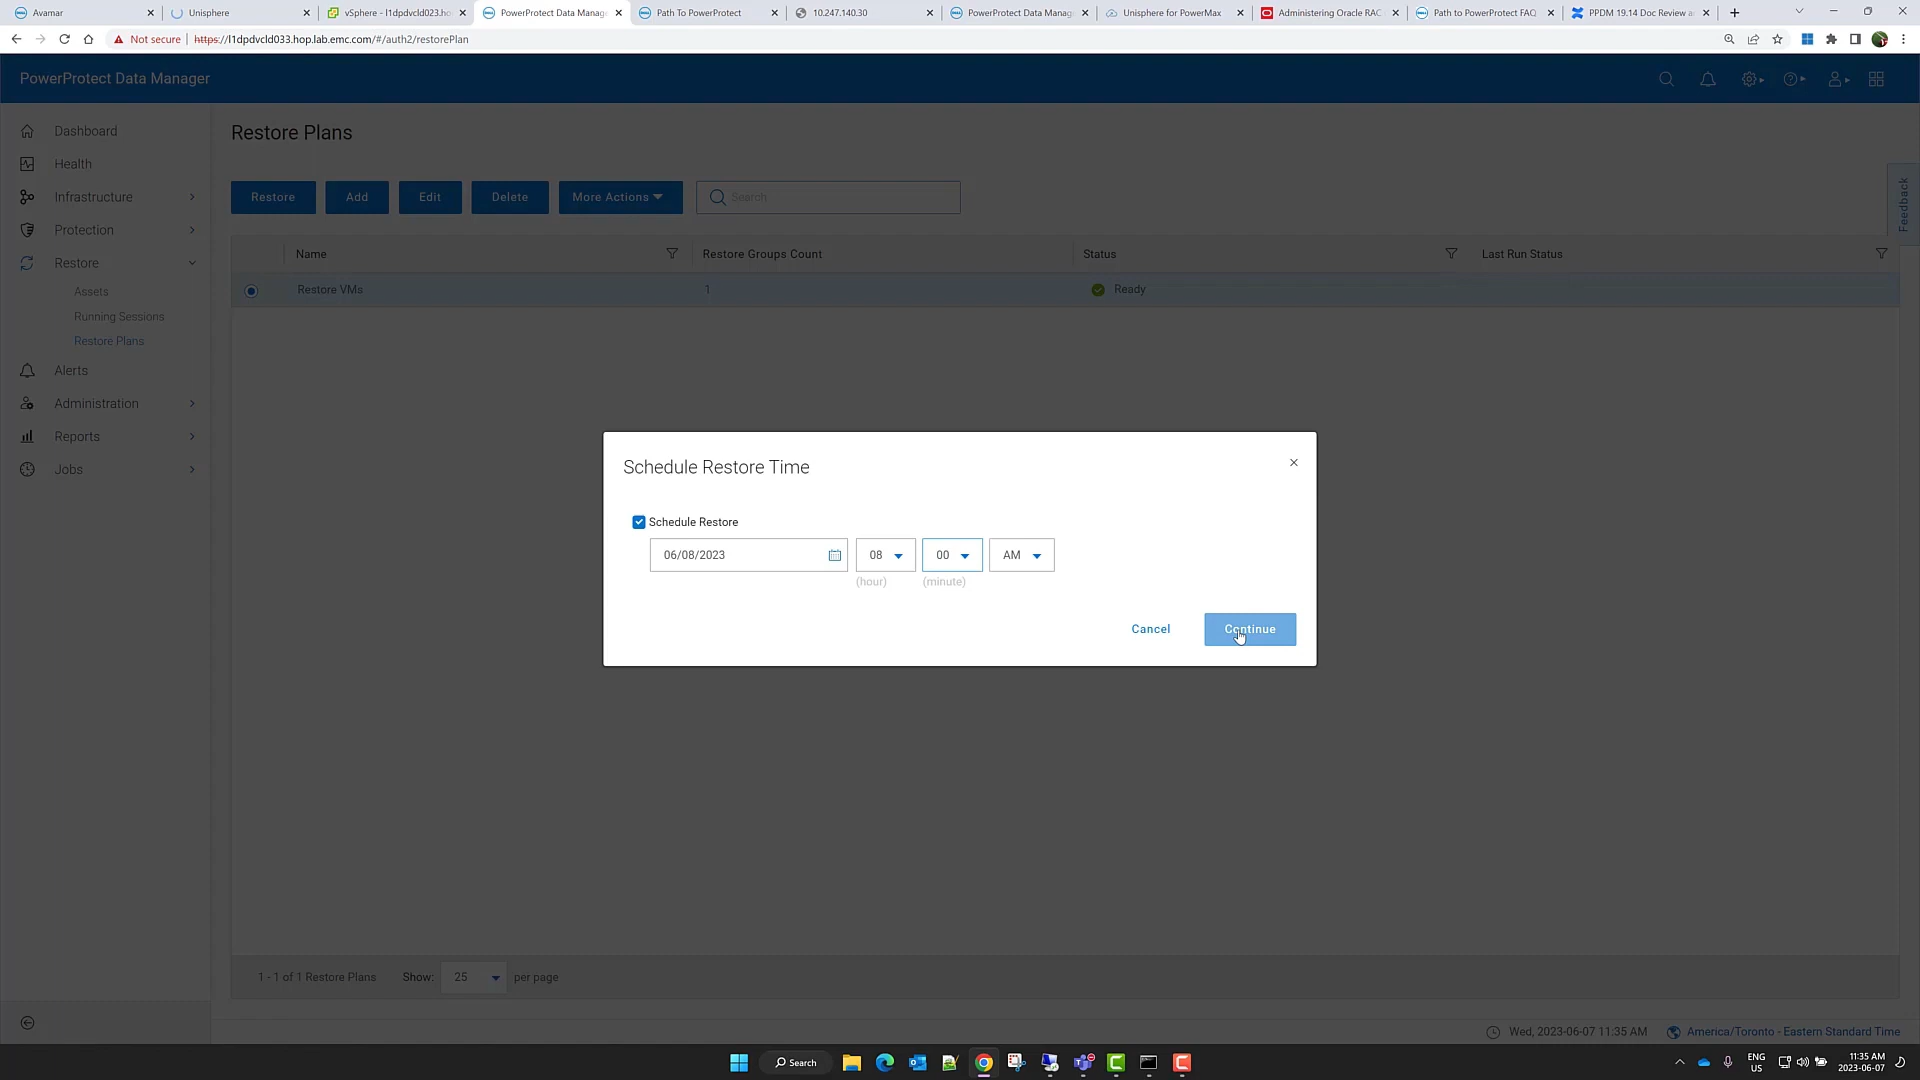 Avamar
Unisphere
vSphere - l1dpdvcld023.ho
PowerProtect Data Manage
Path To PowerProtect
10.247.140.30
PowerProtect Data Manage
Unisphere for PowerMax
Administering Oracle RAC
Path to PowerProtect FAQ
PPDM 19.14 Doc Review a
Not secure
https://l1dpdvcld033.hop.lab.emc.com/#/auth2/restorePlan
PowerProtect Data Manager
Dashboard
Health
Infrastructure
Protection
Restore
Assets
Running Sessions
Restore Plans
Alerts
Administration
Reports
Jobs
Restore Plans
Restore
Add
Edit
Delete
More Actions
Search
Feedback
Name
Restore Groups Count
Status
Last Run Status
Restore VMs
1
Ready
Schedule Restore Time
Schedule Restore
06/08/2023
08
00
AM
(hour)
(minute)
Cancel
Continue
1 - 1 of 1 Restore Plans
Show:
25
per page
Wed, 2023-06-07 11:35 AM
America/Toronto - Eastern Standard Time
Search
ENG
US
11:35 AM
2023-06-07